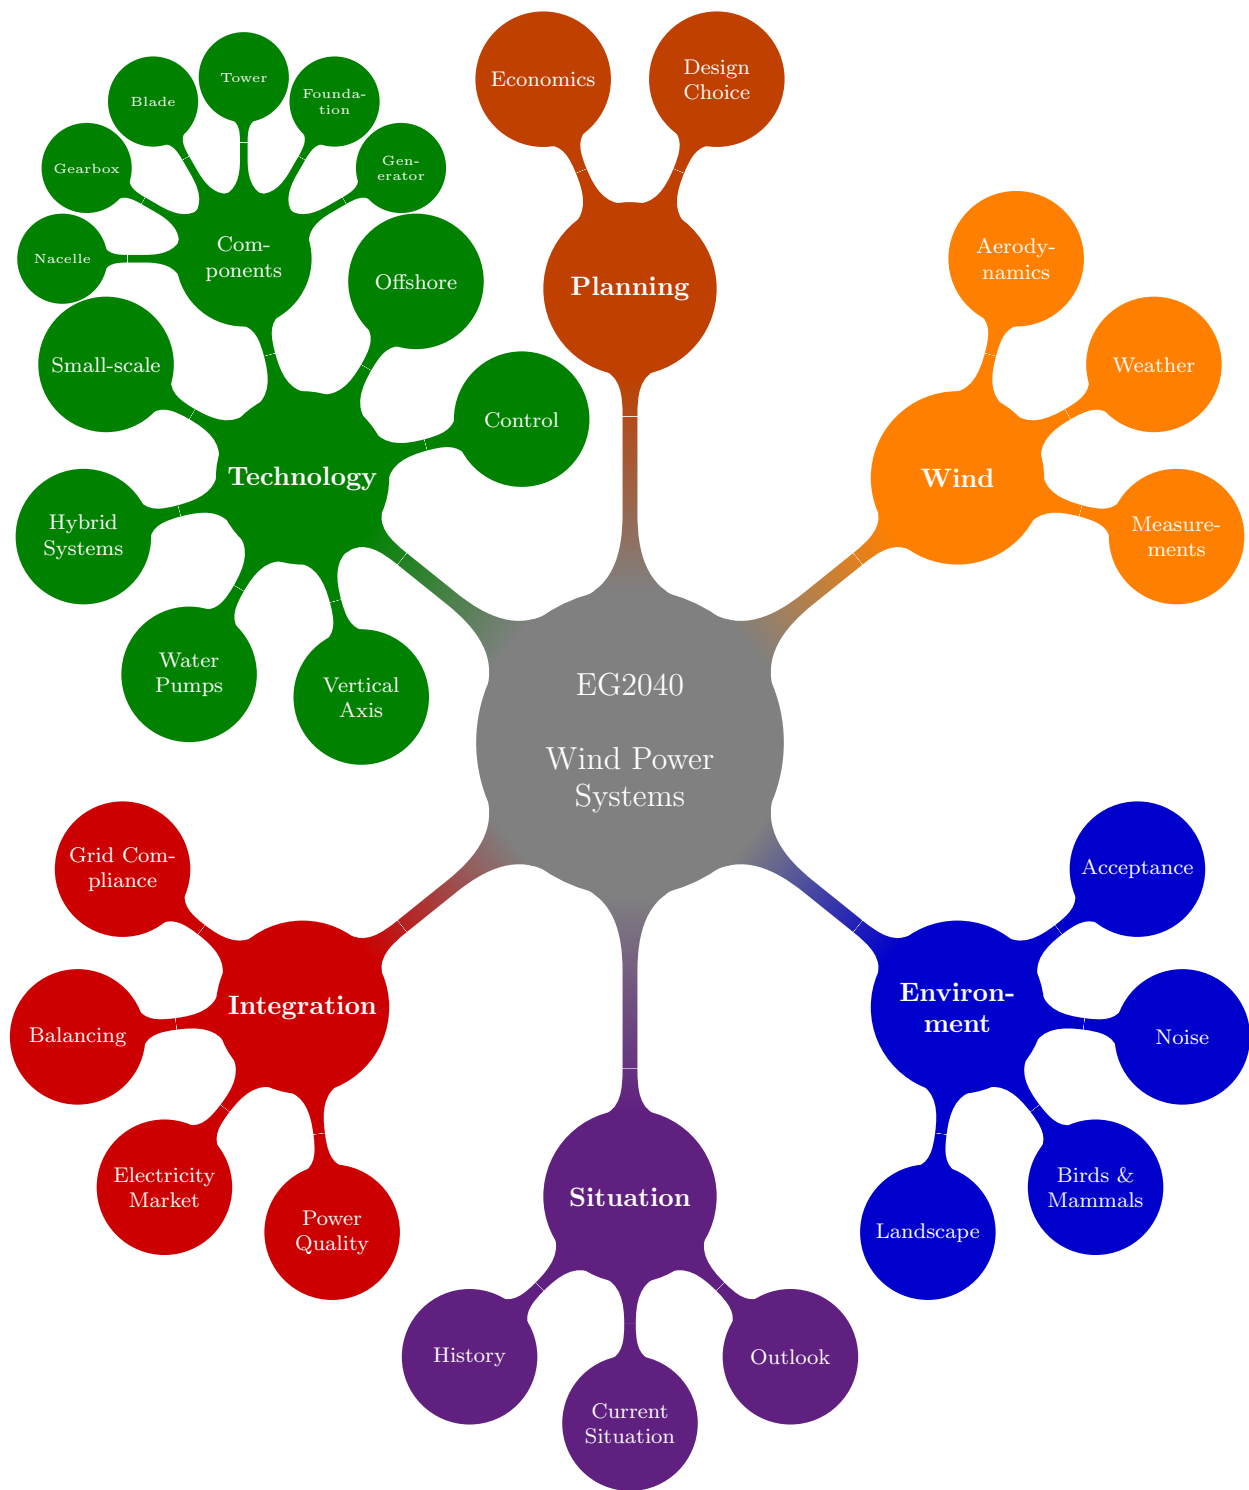 EG2040
Wind Power
Systems
Planning
Economics
Design
Choice
Wind
Aerody-
namics
Weather
Measure-
ments
Environ-
ment
Acceptance
Noise
Birds &
Mammals
Landscape
Situation
Outlook
Current
Situation
History
Integration
Power
Quality
Electricity
Market
Balancing
Grid Com-
pliance
Technology
Vertical
Axis
Water
Pumps
Hybrid
Systems
Small-scale
Com-
ponents
Nacelle
Gearbox
Blade
Tower
Founda-
tion
Gen-
erator
Offshore
Control